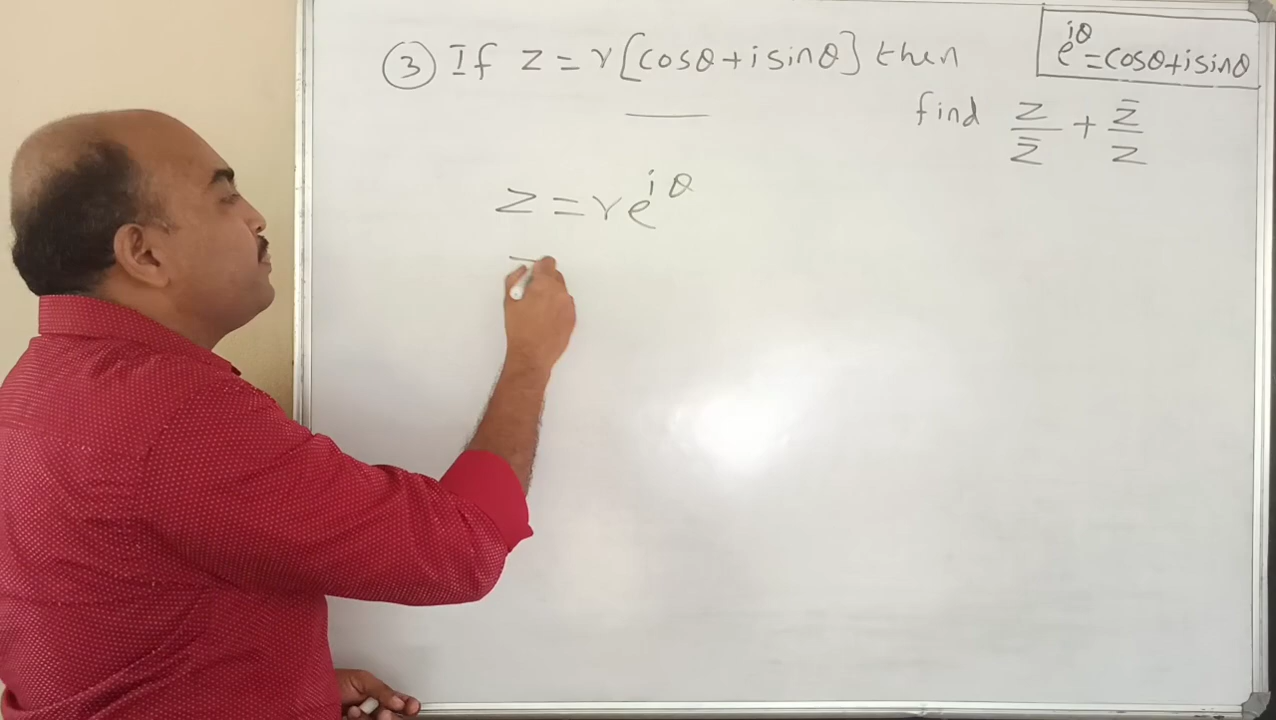 ③ If z = r[cosθ+isinθ] then
e^{iθ}=cosθ+isinθ
find z/z̄ + z̄/z
z = re^{iθ}